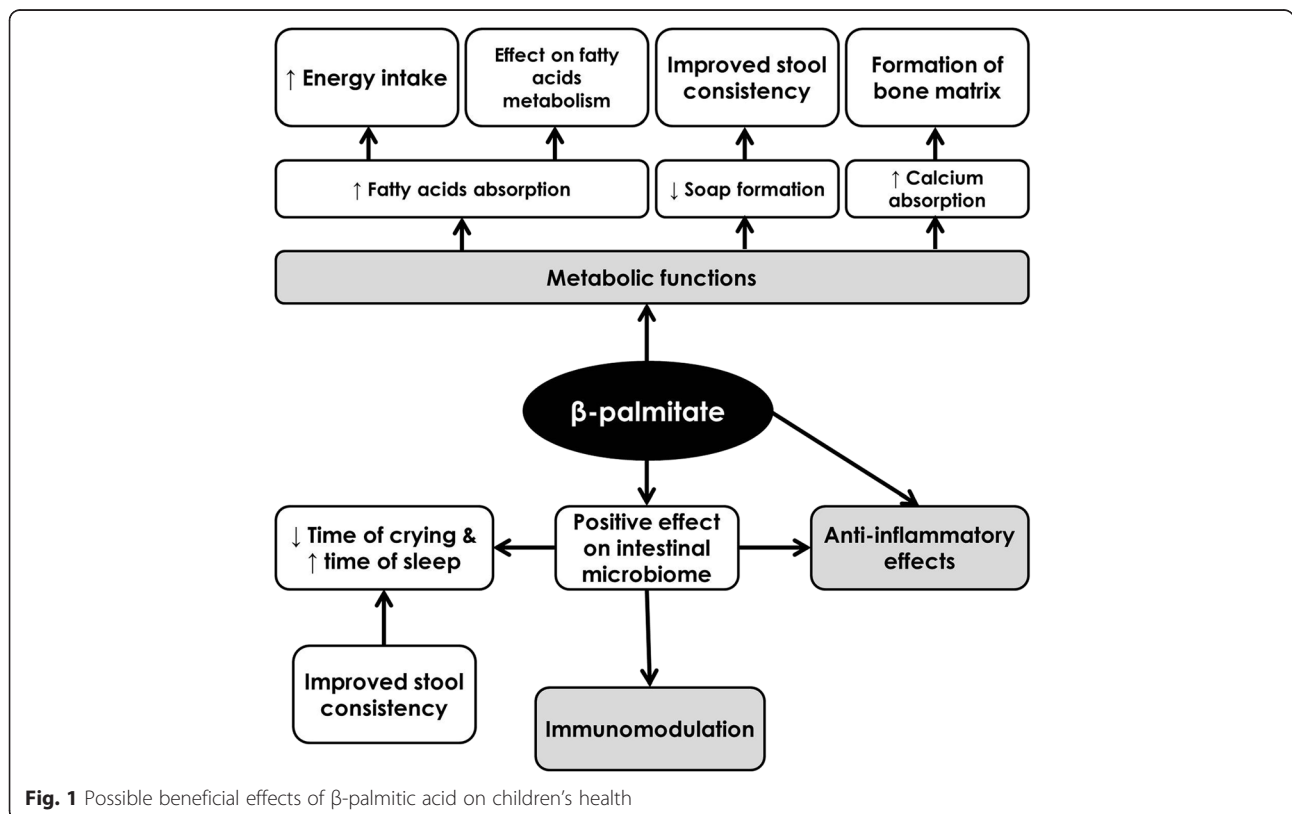 ↑ Energy intake
Effect on fatty
acids
metabolism
Improved stool
consistency
Formation of
bone matrix
↑ Fatty acids absorption
↓ Soap formation
↑ Calcium
absorption
Metabolic functions
β-palmitate
↓ Time of crying &
↑ time of sleep
Positive effect
on intestinal
microbiome
Anti-inflammatory
effects
Improved stool
consistency
Immunomodulation
Fig. 1 Possible beneficial effects of β-palmitic acid on children’s health